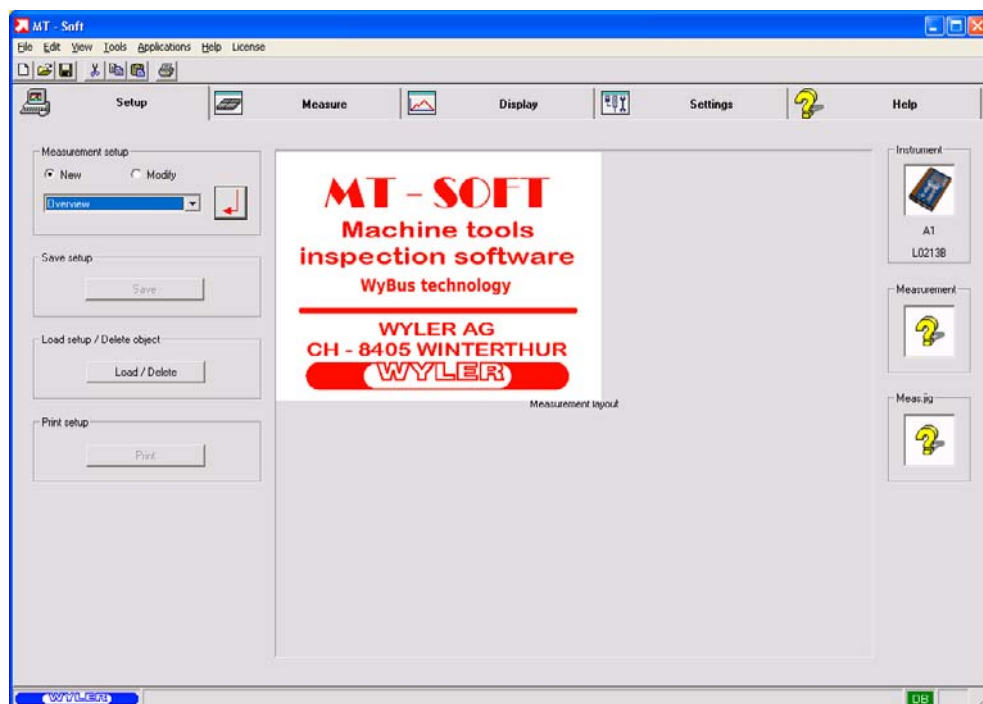 MT - Soft
File Edit View Tools Applications Help License
Setup Measure Display Settings Help
Measurement setup
New Modify
Overview
Save setup
Save
Load setup / Delete object
Load / Delete
Print setup
Print
MT - SOFT
Machine tools
inspection software
WyBus technology
WYLER AG
CH - 8405 WINTERTHUR
WYLER
Measurement layout
Instrument
A1
L0213B
Measurement
Meas.jig
WYLER
DB